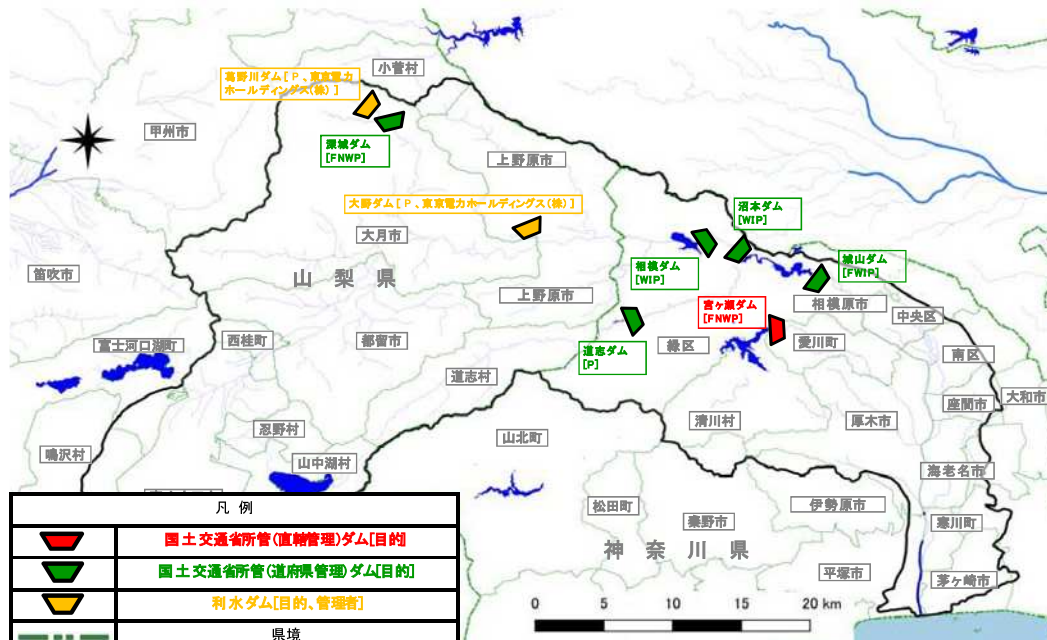 小菅村
葛野川ダム[P、東京電力
ホールディングス(株)]
甲州市
深城ダム
[FNWP]
上野原市
大野ダム[P、東京電力ホールディングス(株)]
沼本ダム
[WIP]
大月市
相模ダム
[WIP]
城山ダム
[FWIP]
笛吹市
山梨県
上野原市
宮ヶ瀬ダム
[FNWP]
相模原市
中央区
西桂町
都留市
富士河口湖町
道志ダム
[P]
緑区
愛川町
南区
道志村
座間市
大和市
忍野村
清川村
厚木市
鳴沢村
山北町
山中湖村
海老名市
松田町
伊勢原市
秦野市
寒川町
神奈川県
平塚市
茅ヶ崎市
凡例
国土交通省所管(直轄管理)ダム[目的]
国土交通省所管(道府県管理)ダム[目的]
利水ダム[目的、管理者]
県境
0 5 10 15 20 km